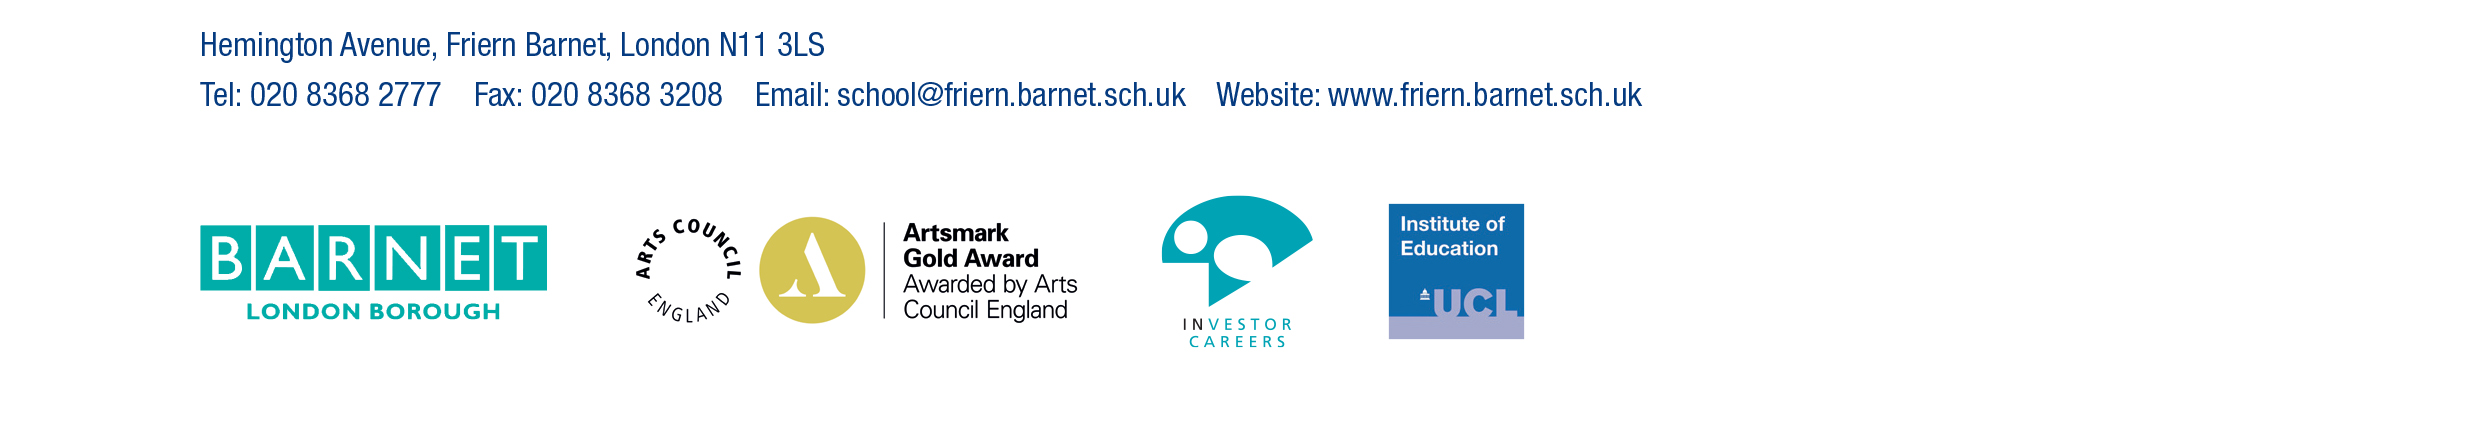 Hemington Avenue, Friern Barnet, London N11 3LS
Tel: 020 8368 2777 Fax: 020 8368 3208 Email: school@friern.barnet.sch.uk Website: www.friern.barnet.sch.uk
BARNET
LONDON BOROUGH
ARTS COUNCIL
ENGLAND
A
Artsmark
Gold Award
Awarded by Arts
Council England
INVESTOR
CAREERS
Institute of
Education
UCL